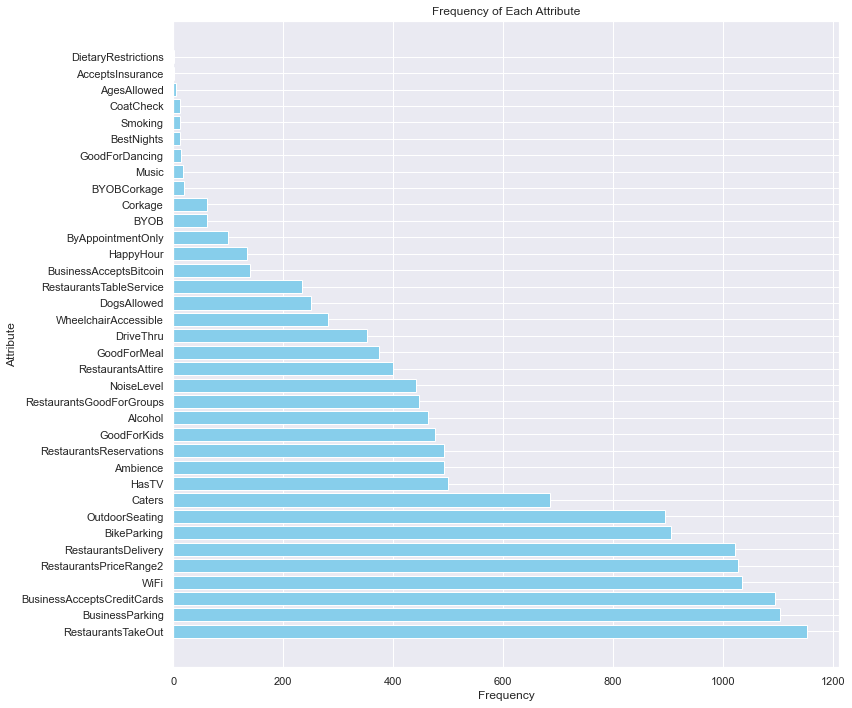 Frequency of Each Attribute
DietaryRestrictions
AcceptsInsurance
AgesAllowed
CoatCheck
Smoking
BestNights
GoodForDancing
Music
BYOBCorkage
Corkage
BYOB
ByAppointmentOnly
HappyHour
BusinessAcceptsBitcoin
RestaurantsTableService
DogsAllowed
WheelchairAccessible
DriveThru
GoodForMeal
RestaurantsAttire
NoiseLevel
RestaurantsGoodForGroups
Alcohol
GoodForKids
RestaurantsReservations
Ambience
HasTV
Caters
OutdoorSeating
BikeParking
RestaurantsDelivery
RestaurantsPriceRange2
WiFi
BusinessAcceptsCreditCards
BusinessParking
RestaurantsTakeOut
Attribute
0 200 400 600 800 1000 1200
Frequency